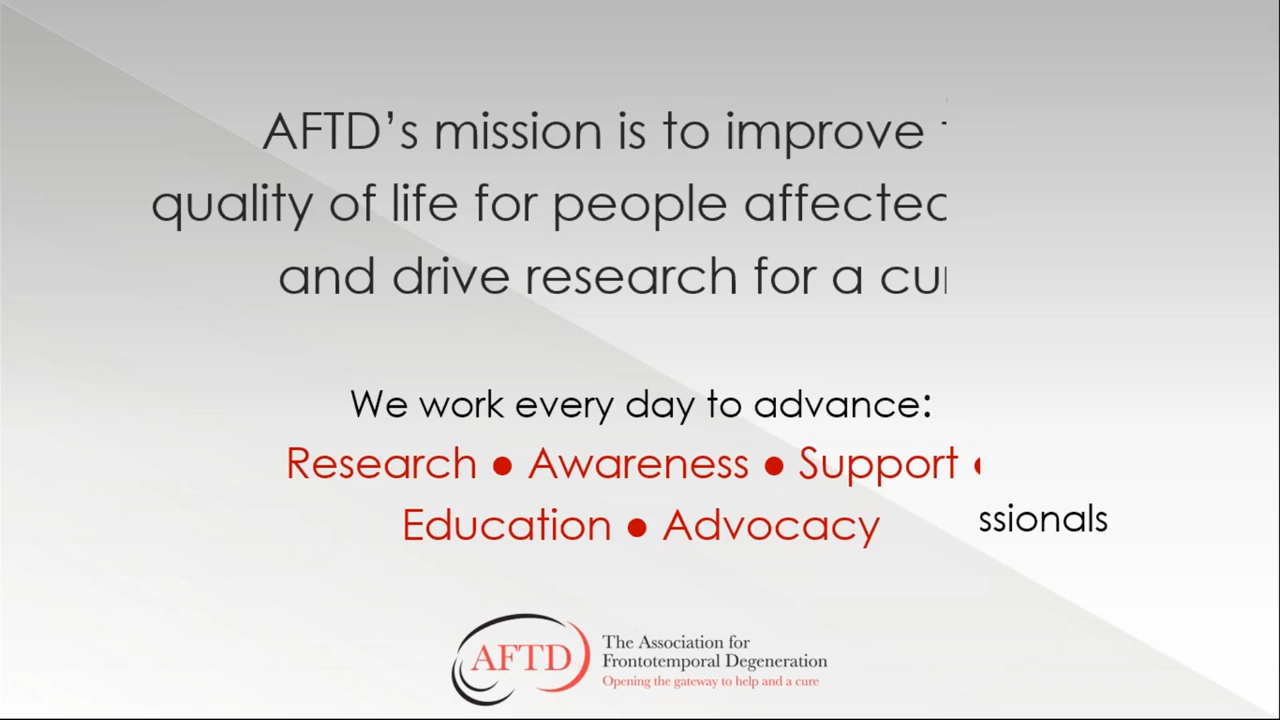 AFTD’s mission is to improve
quality of life for people affected
and drive research for a
We work every day to advance:
Research ● Awareness ● Support ●
Education ● Advocacy
ssionals
AFTD
The Association for
Frontotemporal Degeneration
Opening the gateway to help and a cure